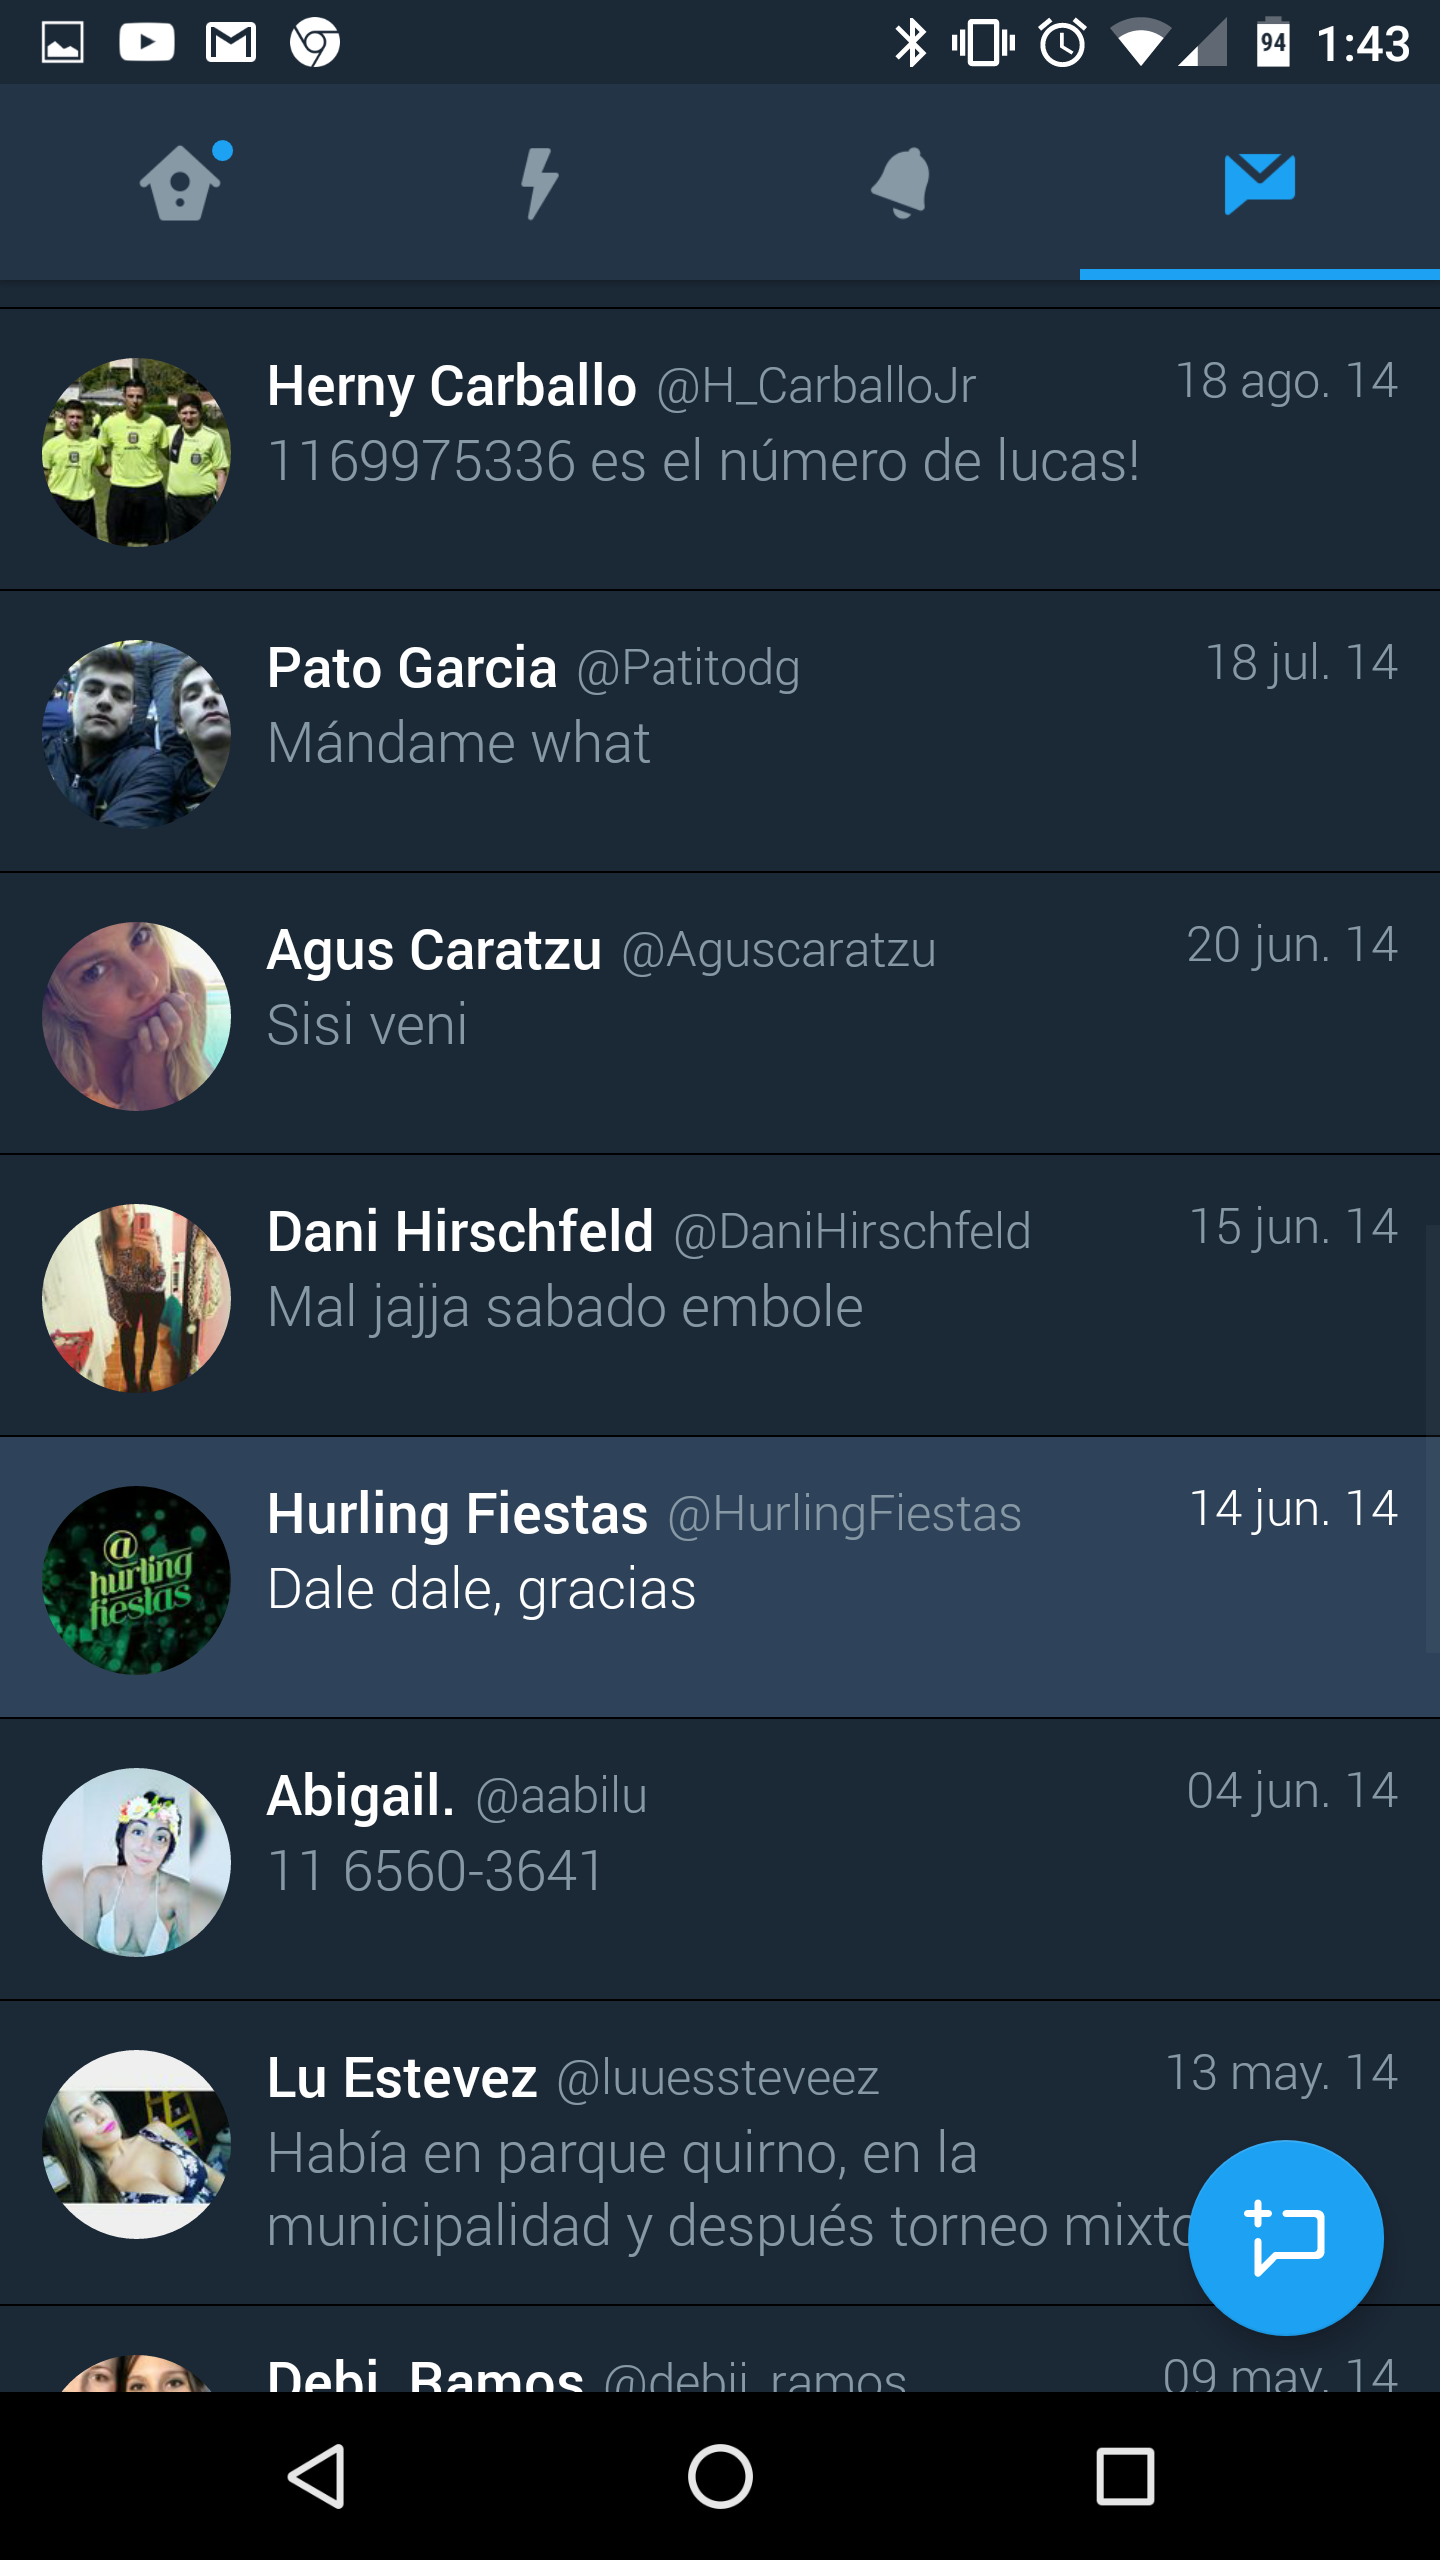 94 1:43
Herny Carballo @H_CarballoJr 18 ago. 14
1169975336 es el número de lucas!
Pato Garcia @Patitodg 18 jul. 14
Mándame what
Agus Caratzu @Aguscaratzu 20 jun. 14
Sisi veni
Dani Hirschfeld @DaniHirschfeld 15 jun. 14
Mal jajja sabado embole
Hurling Fiestas @HurlingFiestas 14 jun. 14
@
hurling
fiestas
Dale dale, gracias
Abigail. @aabilu 04 jun. 14
11 6560-3641
Lu Estevez @luuessteveez 13 may. 14
Había en parque quirno, en la
municipalidad y después torneo mixto
Debi Ramos @debii_ramos 09 may. 14